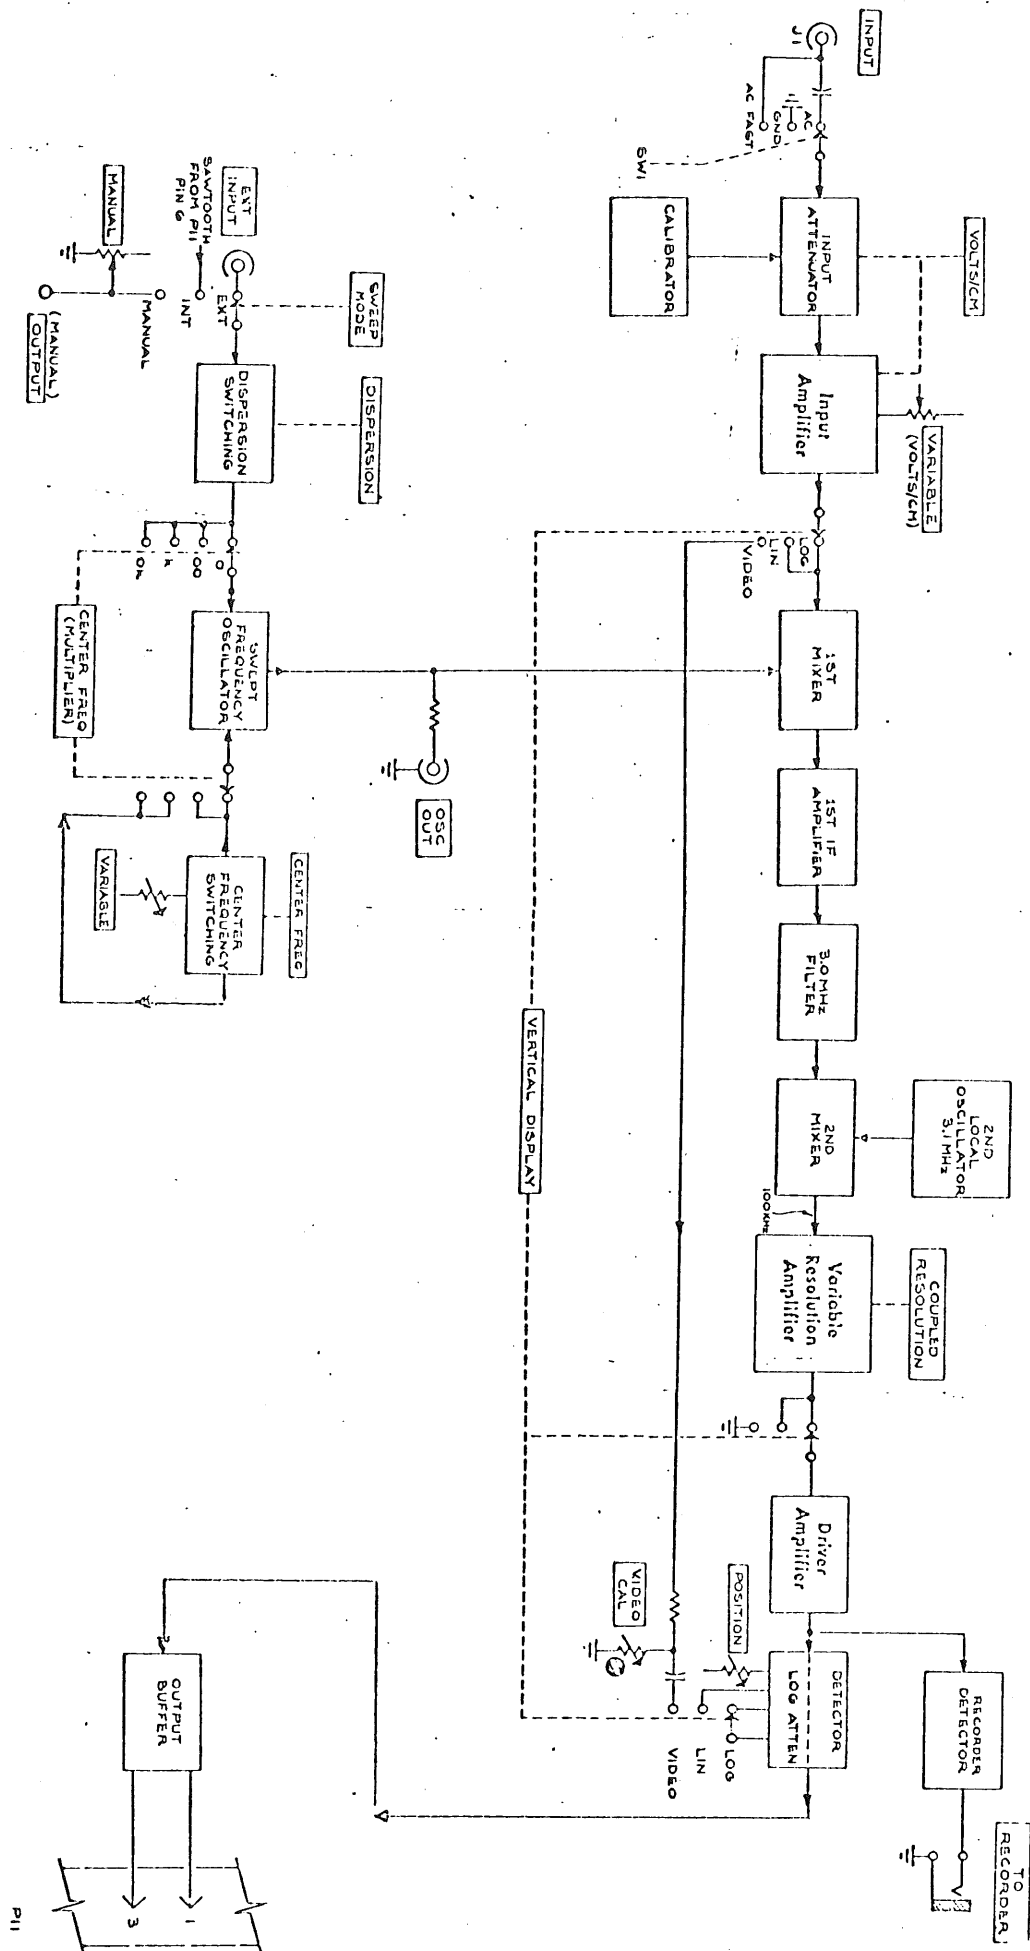 INPUT
J1
AC
GND
AC FAST
SW1
INPUT
ATTENUATOR
CALIBRATOR
VOLTS/CM
Input
Amplifier
VARIABLE
(VOLTS/CM)
LOG
LIN
VIDEO
1ST
MIXER
1ST IF
AMPLIFIER
3.0MHz
FILTER
2ND
MIXER
2ND
LOCAL
OSCILLATOR
3.1MHz
100KHz
Variable
Resolution
Amplifier
COUPLED
RESOLUTION
Driver
Amplifier
DETECTOR
LOG ATTEN
RECORDER
DETECTOR
TO
RECORDER
POSITION
VIDEO
CAL
LOG
LIN
VIDEO
VERTICAL DISPLAY
OSC
OUT
EXT
INPUT
SAWTOOTH
FROM P11
PIN 6
EXT
INT
MANUAL
MANUAL
(MANUAL)
OUTPUT
SWEEP
MODE
DISPERSION
SWITCHING
DISPERSION
0
100
1K
10K
CENTER FREQ
(MULTIPLIER)
SWEPT
FREQUENCY
OSCILLATOR
CENTER
FREQUENCY
SWITCHING
CENTER FREQ
VARIABLE
OUTPUT
BUFFER
1
3
P11